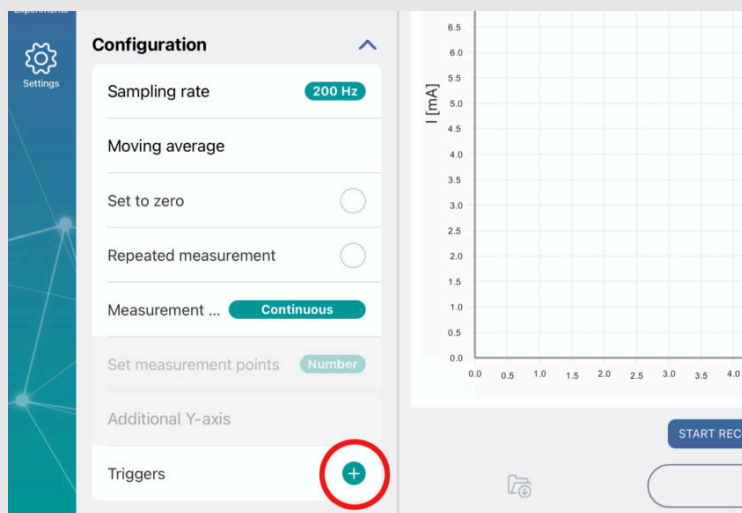 Settings
Configuration
Sampling rate 200 Hz
Moving average
Set to zero
Repeated measurement
Measurement ... Continuous
Set measurement points Number
Additional Y-axis
Triggers
I [mA]
6.5
6.0
5.5
5.0
4.5
4.0
3.5
3.0
2.5
2.0
1.5
1.0
0.5
0.0
0.0 0.5 1.0 1.5 2.0 2.5 3.0 3.5 4.0
START REC